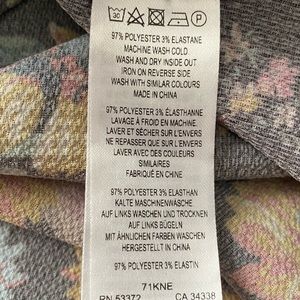 30
P
97% POLYESTER 3% ELASTANE
MACHINE WASH COLD
WASH AND DRY INSIDE OUT
IRON ON REVERSE SIDE
WASH WITH SIMILAR COLOURS
MADE IN CHINA
97% POLYESTER 3% ELASTHANNE
LAVAGE À FROID EN MACHINE
LAVER ET SÉCHER SUR L'ENVERS
NE REPASSER QUE SUR L'ENVERS
LAVER AVEC DES COULEURS
SIMILAIRES
FABRIQUÉ EN CHINE
97% POLYESTER 3% ELASTHAN
KALTE MASCHINENWÄSCHE
AUF LINKS WASCHEN UND TROCKNEN
AUF LINKS BÜGELN
MIT ÄHNLICHEN FARBEN WASCHEN
HERGESTELLT IN CHINA
97% POLYESTER 3% ELASTIN
71KNE
RN 53372 CA 34338